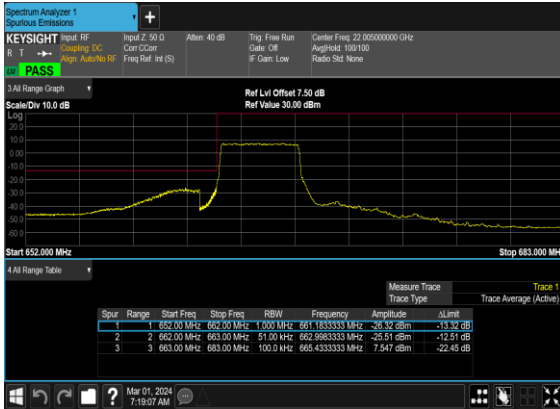 Spectrum Analyzer 1
Spurious Emissions
+
KEYSIGHT Input: RF Input Z: 50 Ω Atten: 40 dB Trig: Free Run Center Freq: 22.005000000 GHz
R T Coupling: DC Corr CCorr Gate: Off Avg|Hold: 100/100
Align: Auto/No RF Freq Ref: Int (S) IF Gain: Low Radio Std: None
PASS
3 All Range Graph
Ref Lvl Offset 7.50 dB
Scale/Div 10.0 dB Ref Value 30.00 dBm
Log
20.0
10.0
0.00
-10.0
-20.0
-30.0
-40.0
-50.0
-60.0
Start 652.000 MHz Stop 683.000 MH
4 All Range Table
Measure Trace Trace 1
Trace Type Trace Average (Active)
Spur Range Start Freq Stop Freq RBW Frequency Amplitude ΔLimit
1 1 652.00 MHz 662.00 MHz 1.000 MHz 661.1833333 MHz -26.32 dBm -13.32 dB
2 2 662.00 MHz 663.00 MHz 51.00 kHz 662.9983333 MHz -25.51 dBm -12.51 dB
3 3 663.00 MHz 683.00 MHz 100.0 kHz 665.4333333 MHz 7.547 dBm -22.45 dB
?
Mar 01, 2024
7:19:07 AM